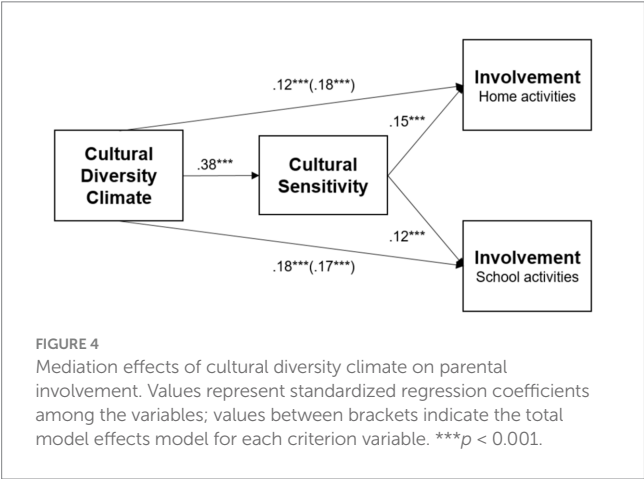 .12***(.18***)
Involvement
Home activities
.15***
Cultural
Diversity
Climate
.38***
Cultural
Sensitivity
.12***
.18***(.17***)
Involvement
School activities
FIGURE 4
Mediation effects of cultural diversity climate on parental
involvement. Values represent standardized regression coefficients
among the variables; values between brackets indicate the total
model effects model for each criterion variable. ***p < 0.001.